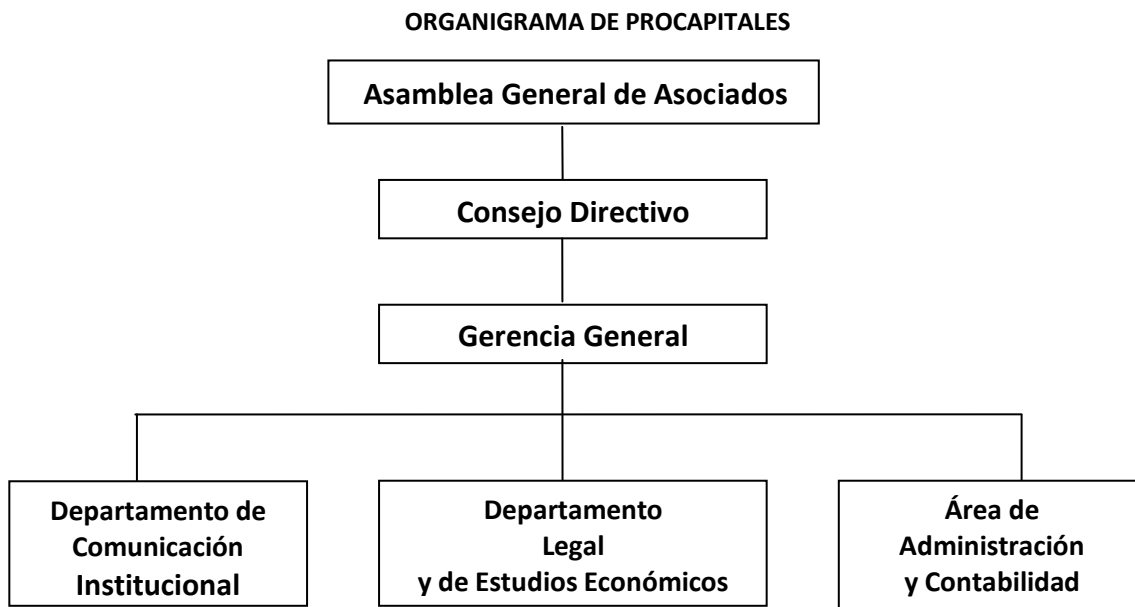 ORGANIGRAMA DE PROCAPITALES
Asamblea General de Asociados
Consejo Directivo
Gerencia General
Departamento de
Comunicación
Institucional
Departamento
Legal
y de Estudios Económicos
Área de
Administración
y Contabilidad